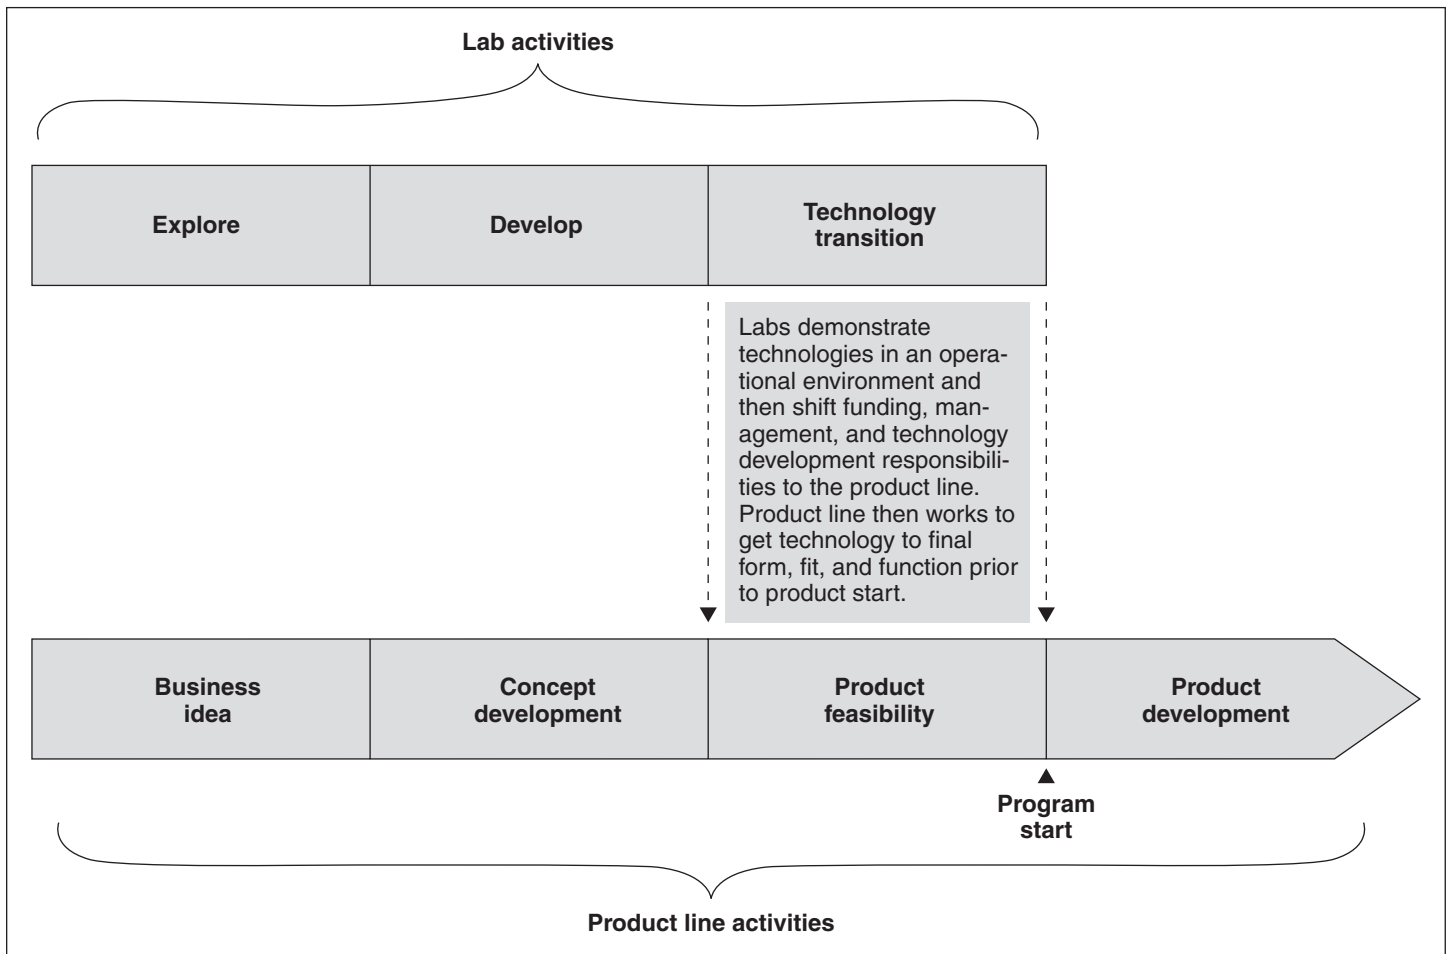 Lab activities
Explore
Develop
Technology
transition
Labs demonstrate
technologies in an opera-
tional environment and
then shift funding, man-
agement, and technology
development responsibili-
ties to the product line.
Product line then works to
get technology to final
form, fit, and function prior
to product start.
Business
idea
Concept
development
Product
feasibility
Product
development
Program
start
Product line activities